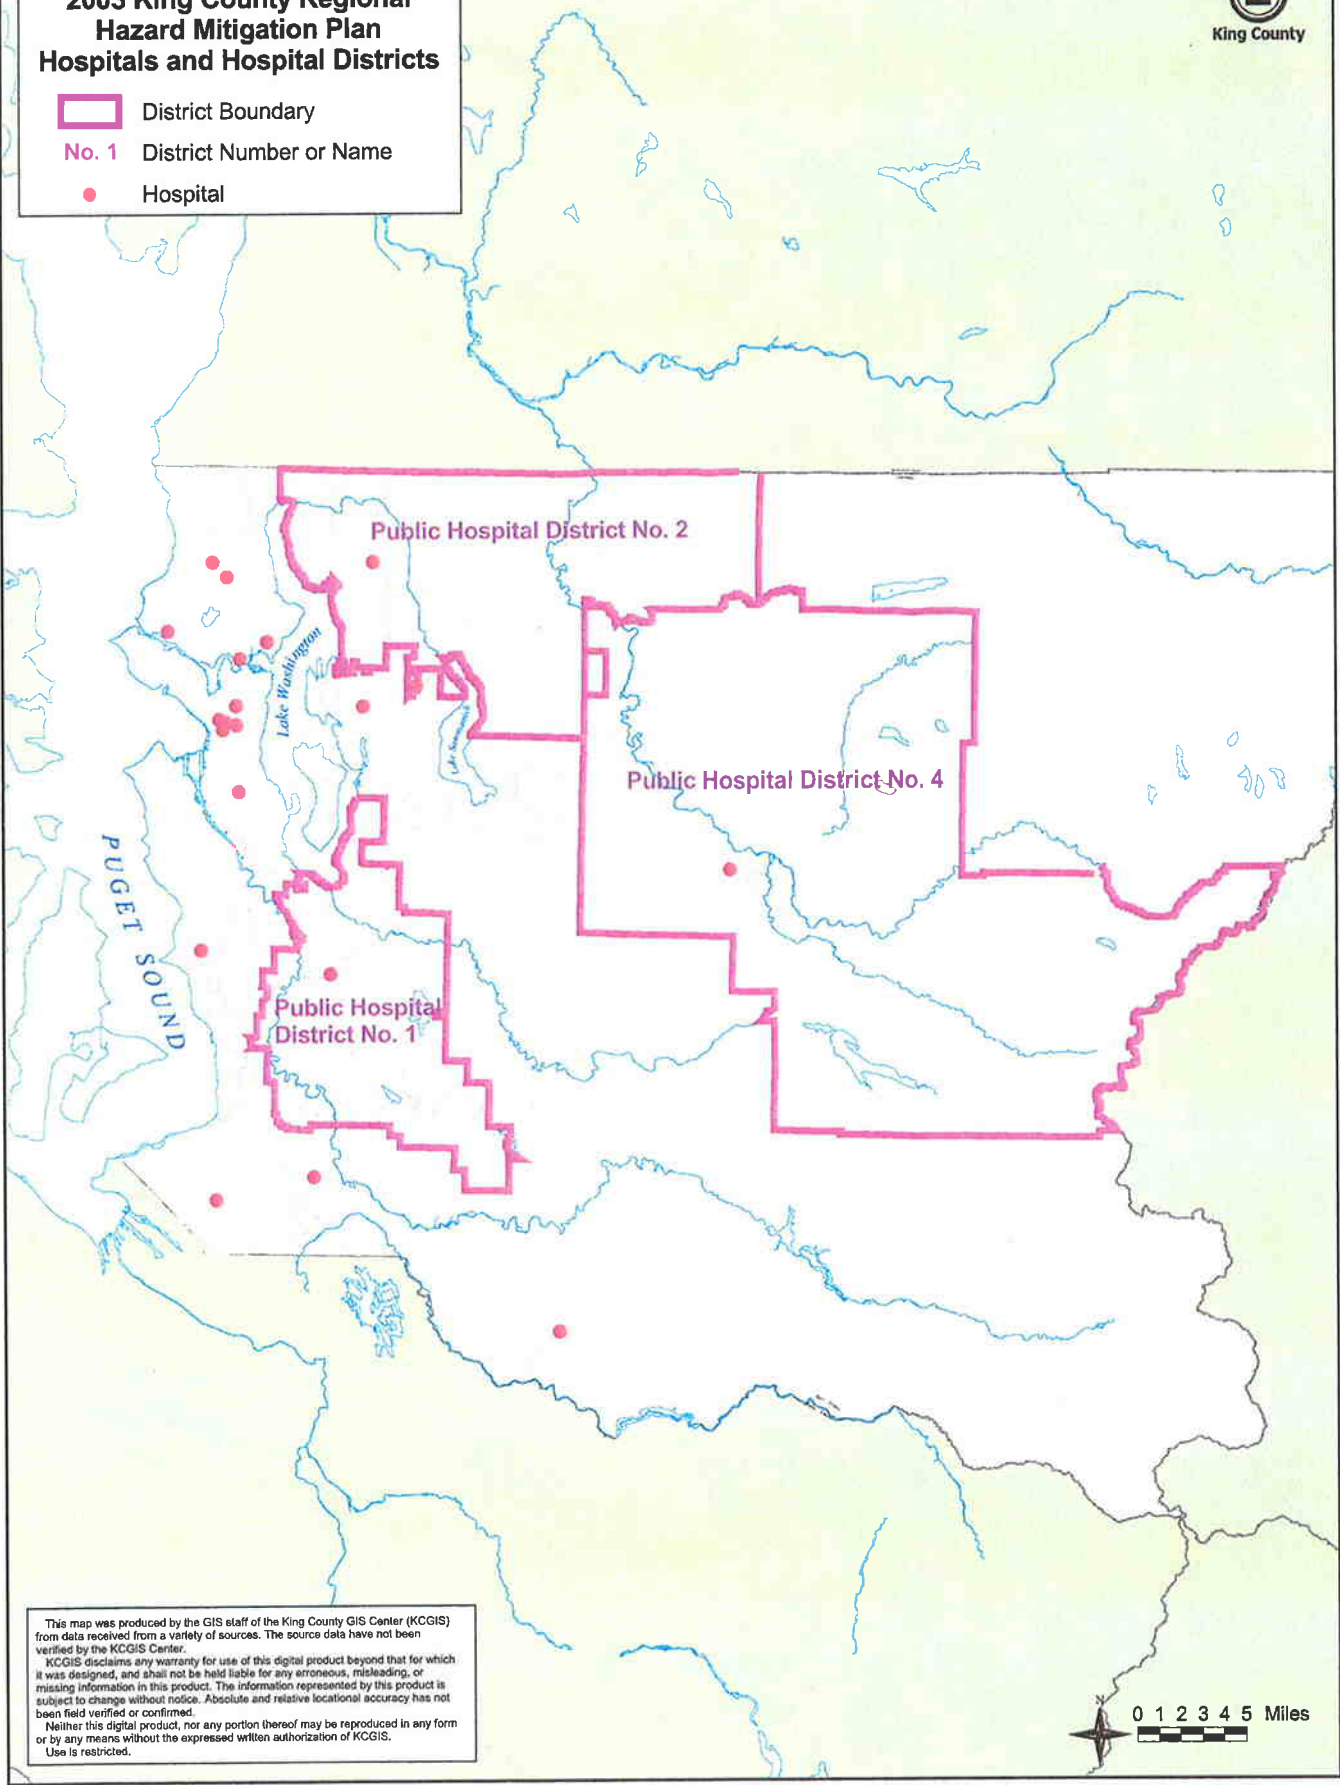 2003 King County Regional
Hazard Mitigation Plan
Hospitals and Hospital Districts
District Boundary
No. 1 District Number or Name
Hospital
King County
Public Hospital District No. 2
Lake Washington
Lake Sammamish
Public Hospital District No. 4
PUGET SOUND
Public Hospital
District No. 1
This map was produced by the GIS staff of the King County GIS Center (KCGIS)
from data received from a variety of sources. The source data have not been
verified by the KCGIS Center.
KCGIS disclaims any warranty for use of this digital product beyond that for which
it was designed, and shall not be held liable for any erroneous, misleading, or
missing information in this product. The information represented by this product is
subject to change without notice. Absolute and relative locational accuracy has not
been field verified or confirmed.
Neither this digital product, nor any portion thereof may be reproduced in any form
or by any means without the expressed written authorization of KCGIS.
Use is restricted.
N
0 1 2 3 4 5 Miles